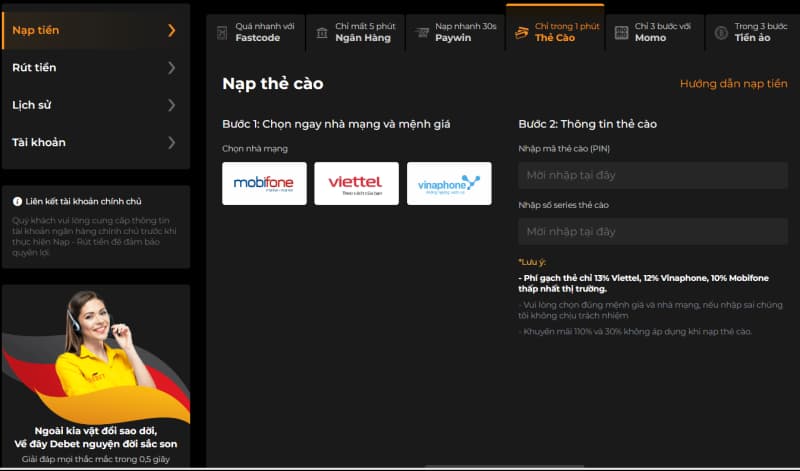 Nạp tiền
Rút tiền
Lịch sử
Tài khoản
Liên kết tài khoản chính chủ
Quý khách vui lòng cung cấp thông tin
tài khoản ngân hàng chính chủ trước khi
thực hiện Nạp - Rút tiền để đảm bảo
quyền lợi
Ngoài kia vật đổi sao dời,
Về đây Debet nguyện đời sắc son
Giải đáp mọi thắc mắc trong 0,5 giây
Quá nhanh với
Fastcode
Chỉ mất 5 phút
Ngân Hàng
Nạp nhanh 30s
Paywin
Chỉ trong 1 phút
Thẻ Cào
Chỉ 3 bước với
Momo
Trong 3 bước
Tiền ảo
Nạp thẻ cào
Hướng dẫn nạp tiền
Bước 1: Chọn ngay nhà mạng và mệnh giá
Chọn nhà mạng
mobifone
viettel
Theo cách của bạn
vinaphone
Bước 2: Thông tin thẻ cào
Nhập mã thẻ cào (PIN)
Mời nhập tại đây
Nhập số series thẻ cào
Mời nhập tại đây
*Lưu ý:
- Phí gạch thẻ chỉ 13% Viettel, 12% Vinaphone, 10% Mobifone
thấp nhất thị trường.
- Vui lòng chọn đúng mệnh giá và nhà mạng, nếu nhập sai chúng
tôi không chịu trách nhiệm
- Khuyến mãi 110% và 30% không áp dụng khi nạp thẻ cào.